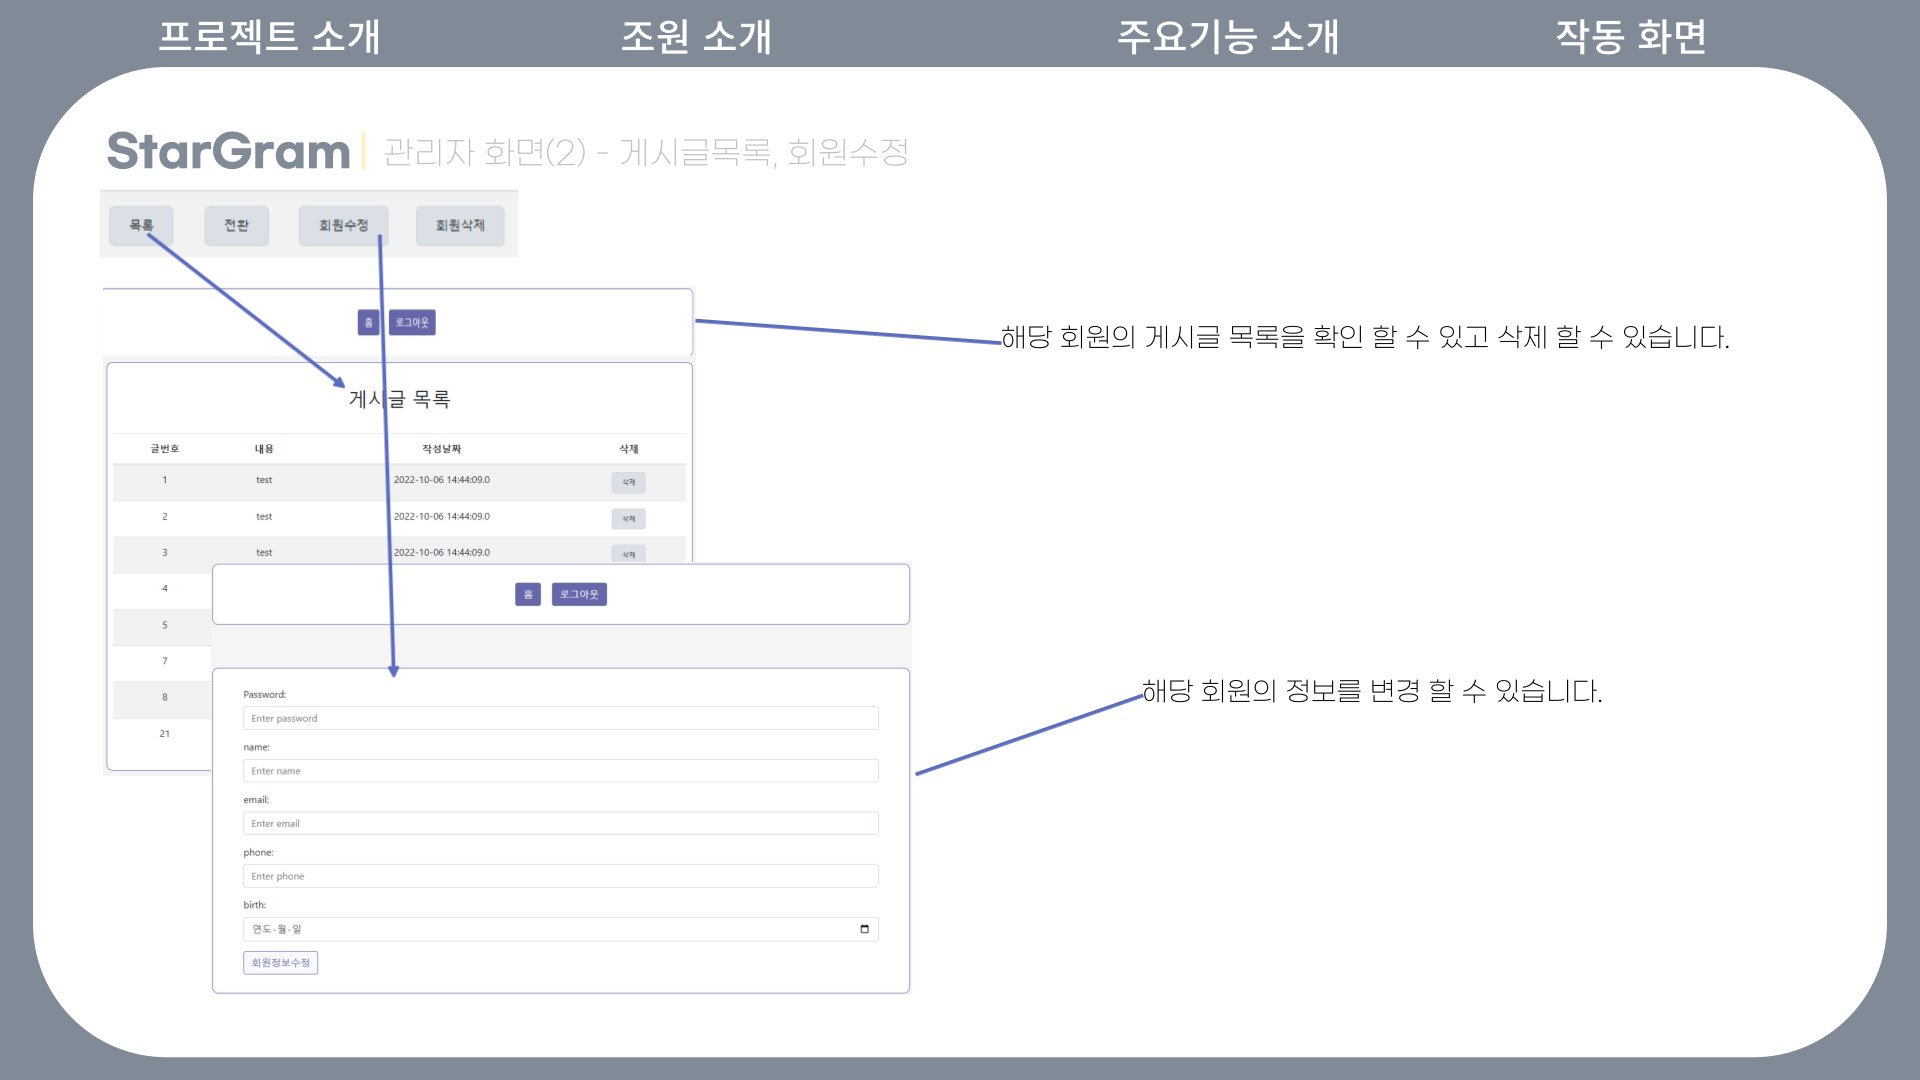 프로젝트 소개 조원 소개 주요기능 소개 작동 화면
StarGram 관리자 화면(2) - 게시글목록, 회원수정
목록 전환 회원수정 회원삭제
홈 로그아웃
해당 회원의 게시글 목록을 확인 할 수 있고 삭제 할 수 있습니다.
게시글 목록
글번호 내용 작성날짜 삭제
1 test 2022-10-06 14:44:09.0 삭제
2 test 2022-10-06 14:44:09.0 삭제
3 test 2022-10-06 14:44:09.0 삭제
4
5
7
8
21
홈 로그아웃
해당 회원의 정보를 변경 할 수 있습니다.
Password:
Enter password
name:
Enter name
email:
Enter email
phone:
Enter phone
birth:
연도-월-일
회원정보수정